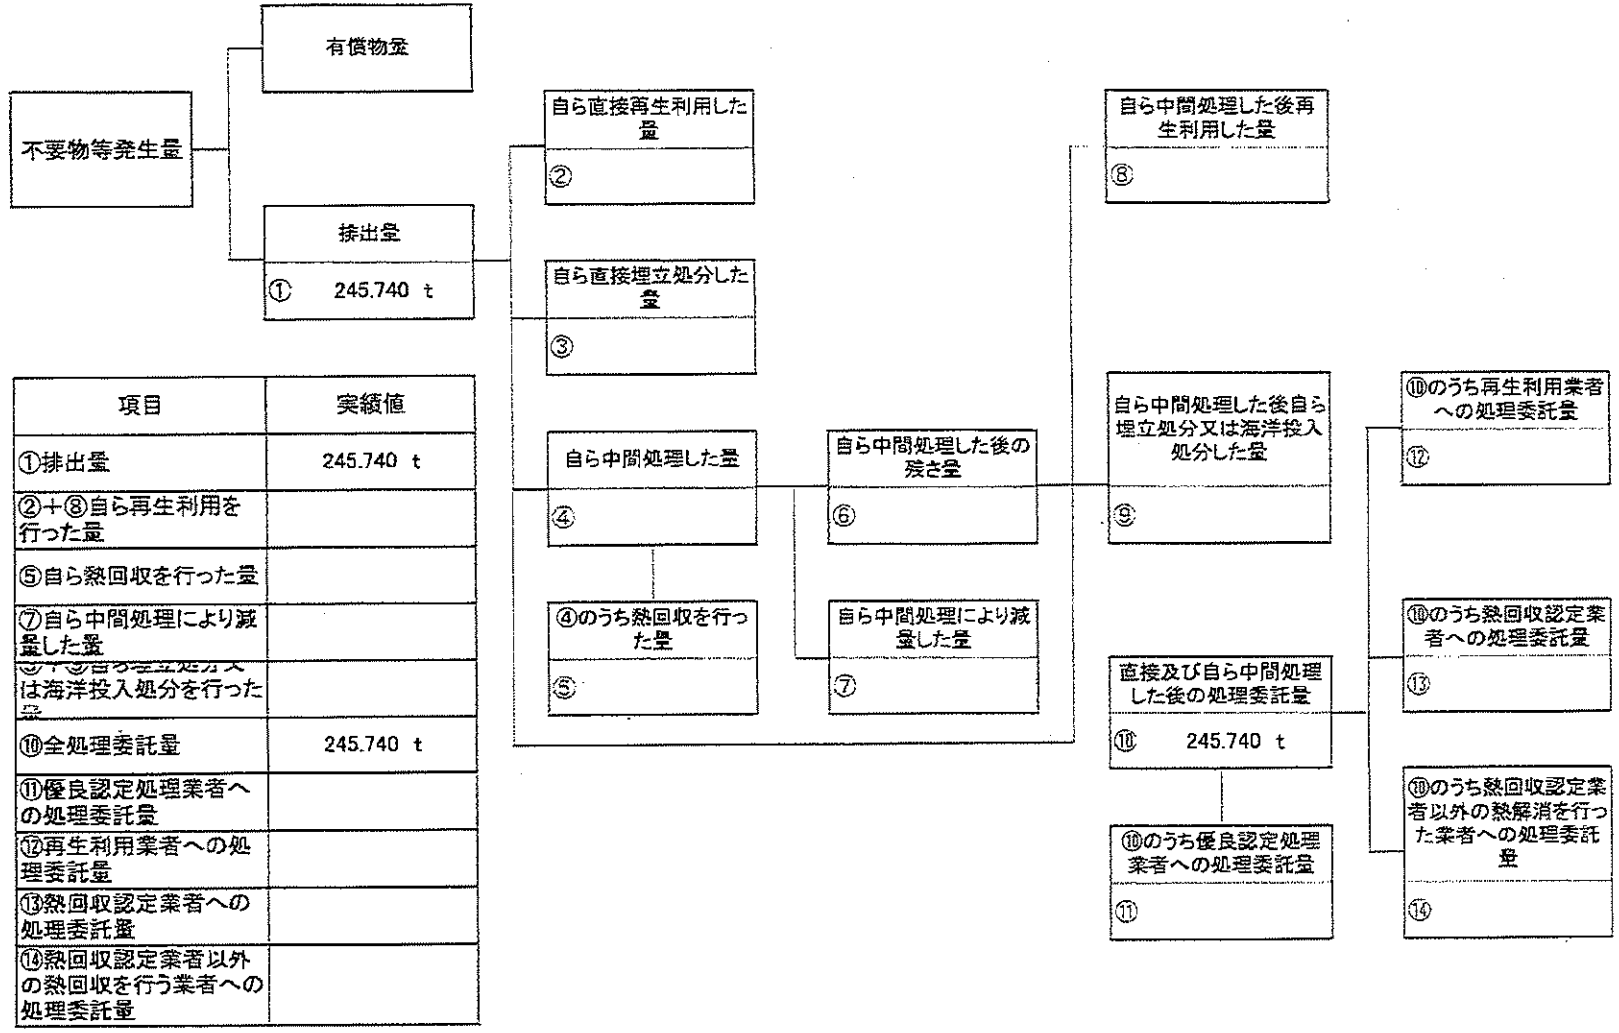 有償物量
不要物等発生量
排出量
① 245.740 t
自ら直接再生利用した
量
②
自ら直接埋立処分した
量
③
自ら中間処理した量
④
④のうち熱回収を行っ
た量
⑤
自ら中間処理した後の
残さ量
⑥
自ら中間処理により減
量した量
⑦
自ら中間処理した後再
生利用した量
⑧
自ら中間処理した後自ら
埋立処分又は海洋投入
処分した量
⑨
直接及び自ら中間処理
した後の処理委託量
⑩ 245.740 t
⑩のうち優良認定処理
業者への処理委託量
⑪
⑩のうち再生利用業者
への処理委託量
⑫
⑩のうち熱回収認定業
者への処理委託量
⑬
⑩のうち熱回収認定業
者以外の熱解消を行っ
た業者への処理委託
量
⑭
項目 実績値
①排出量 245.740 t
②+⑧自ら再生利用を
行った量
⑤自ら熱回収を行った量
⑦自ら中間処理により減
量した量
③+⑨自ら埋立処分又
は海洋投入処分を行った
量
⑩全処理委託量 245.740 t
⑪優良認定処理業者へ
の処理委託量
⑫再生利用業者への処
理委託量
⑬熱回収認定業者への
処理委託量
⑭熱回収認定業者以外
の熱回収を行う業者への
処理委託量